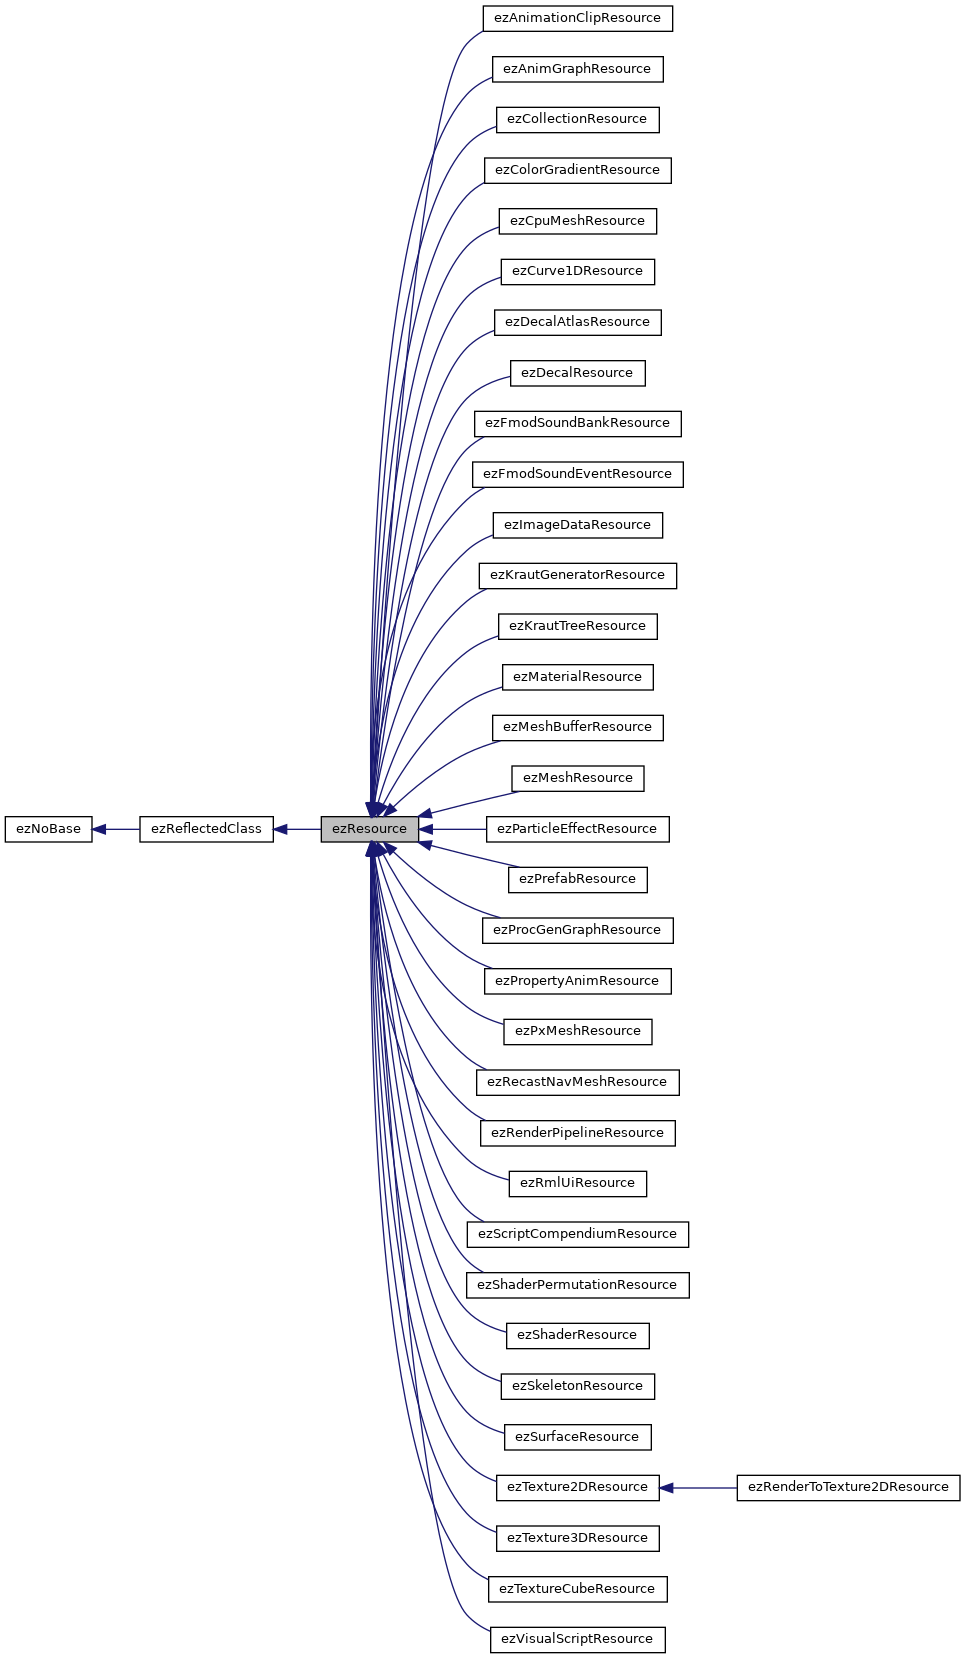 ezAnimationClipResource
ezAnimGraphResource
ezCollectionResource
ezColorGradientResource
ezCpuMeshResource
ezCurve1DResource
ezDecalAtlasResource
ezDecalResource
ezFmodSoundBankResource
ezFmodSoundEventResource
ezImageDataResource
ezKrautGeneratorResource
ezKrautTreeResource
ezMaterialResource
ezMeshBufferResource
ezMeshResource
ezNoBase
ezReflectedClass
ezResource
ezParticleEffectResource
ezPrefabResource
ezProcGenGraphResource
ezPropertyAnimResource
ezPxMeshResource
ezRecastNavMeshResource
ezRenderPipelineResource
ezRmlUiResource
ezScriptCompendiumResource
ezShaderPermutationResource
ezShaderResource
ezSkeletonResource
ezSurfaceResource
ezTexture2DResource
ezRenderToTexture2DResource
ezTexture3DResource
ezTextureCubeResource
ezVisualScriptResource